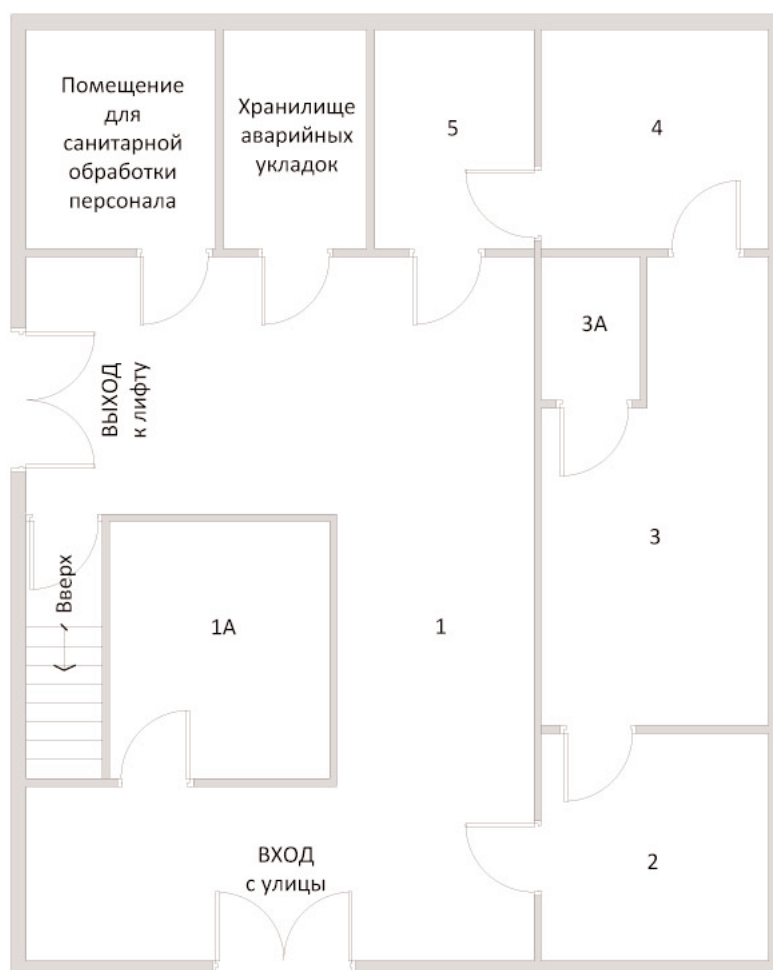 Помещение
для
санитарной
обработки
персонала
Хранилище
аварийных
укладок
5
4
3А
ВЫХОД
к лифту
3
Вверх
1А
1
ВХОД
с улицы
2